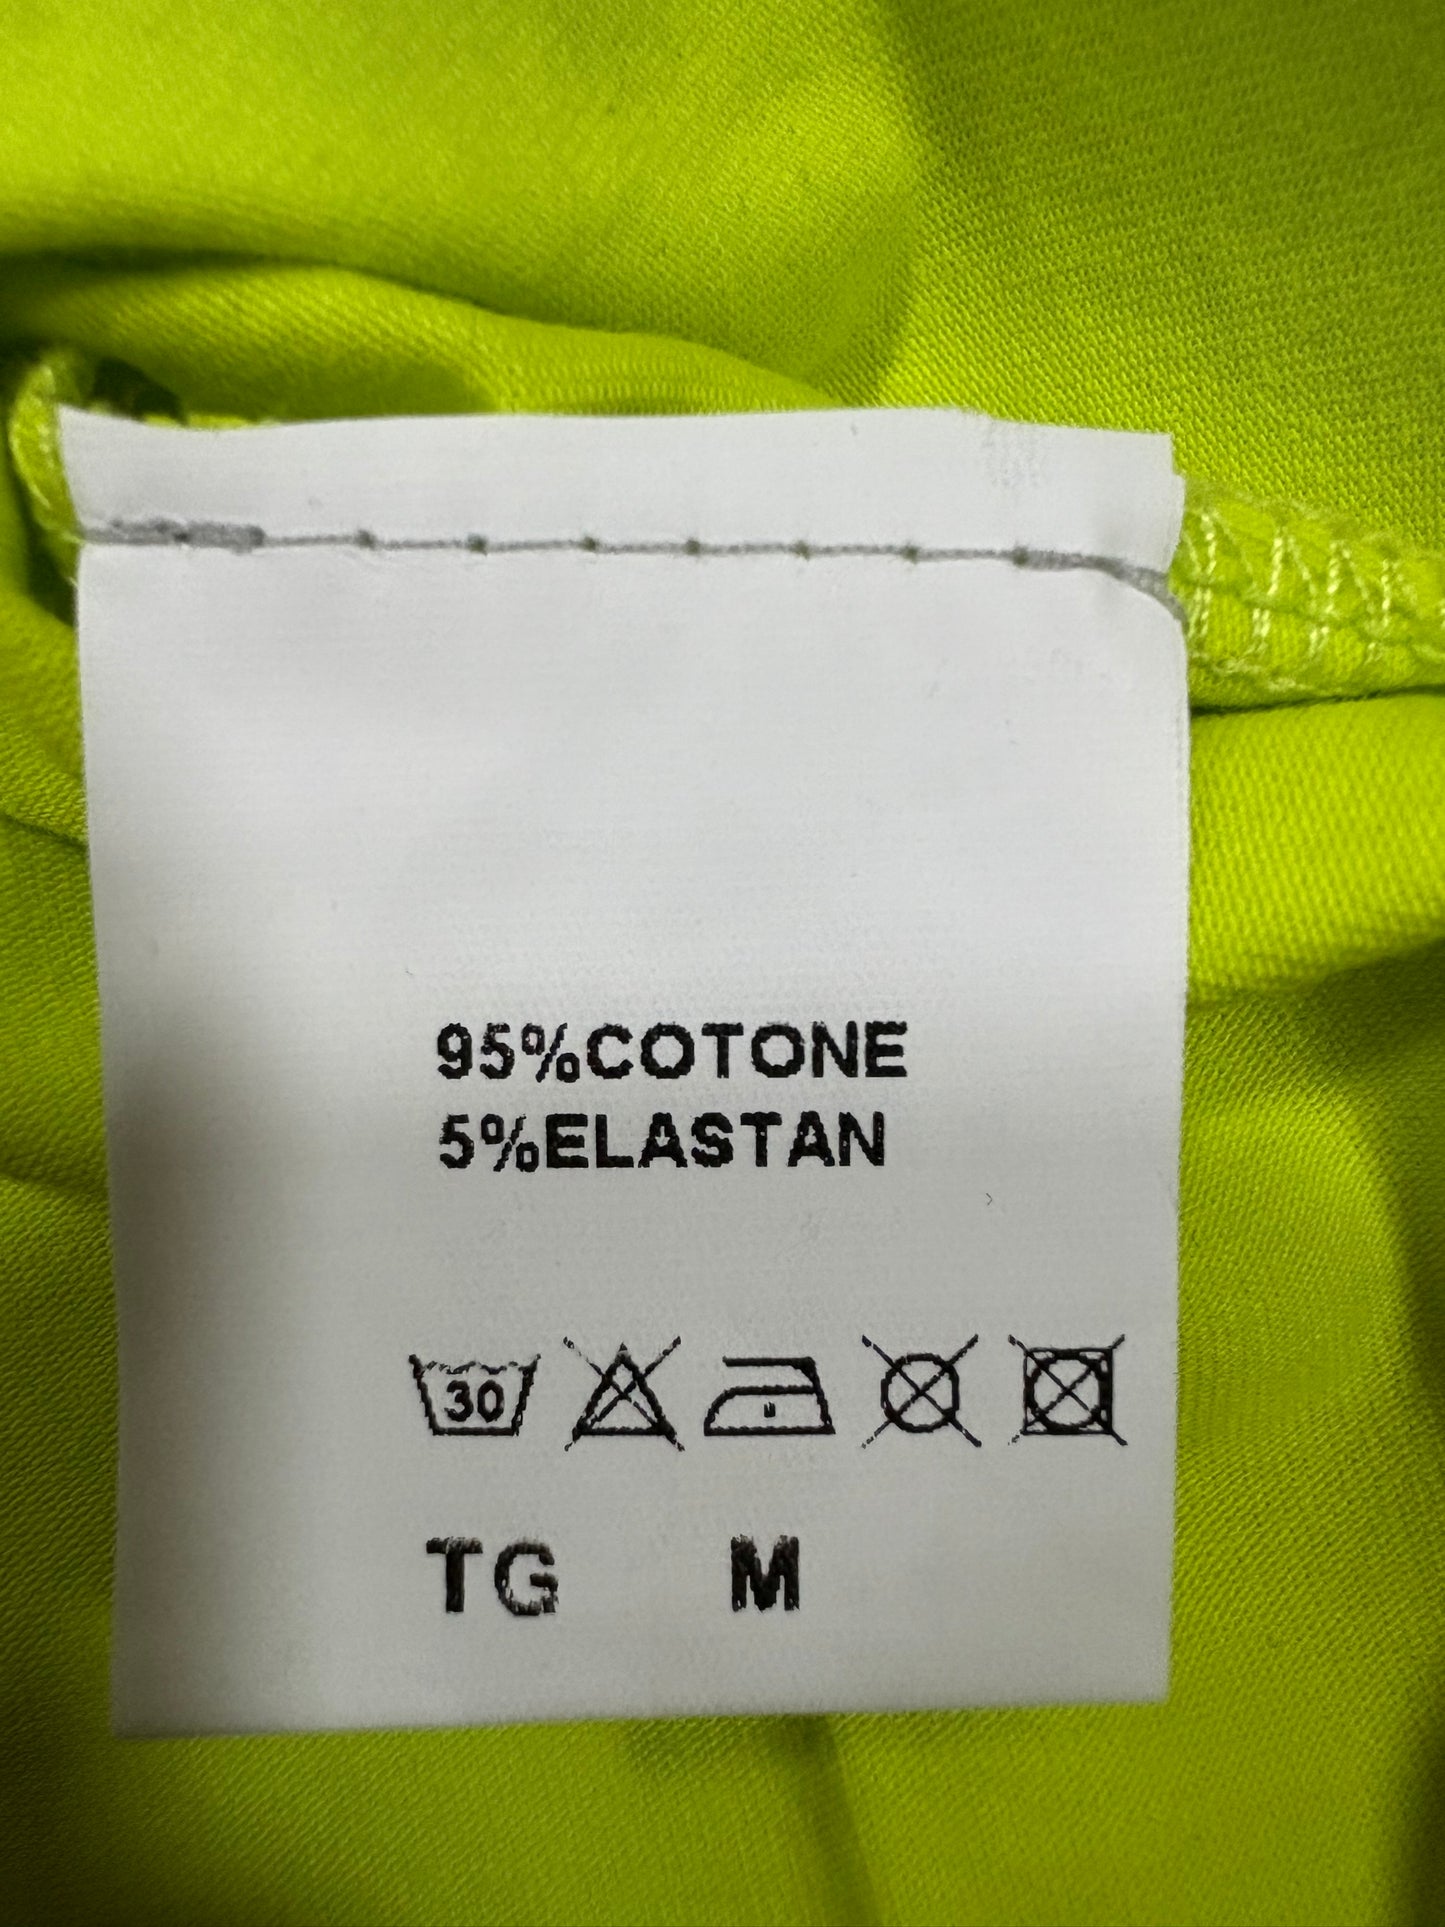 95%COTONE
5%ELASTAN
30
TG M